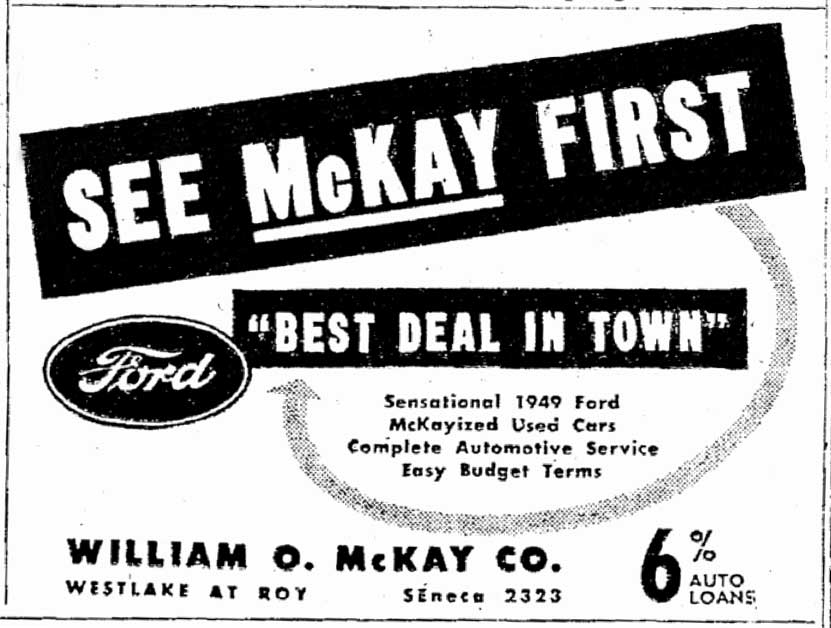 SEE McKAY FIRST
"BEST DEAL IN TOWN"
Ford
Sensational 1949 Ford
McKayized Used Cars
Complete Automotive Service
Easy Budget Terms
WILLIAM O. McKAY CO.
WESTLAKE AT ROY SEneca 2323
6% AUTO LOANS